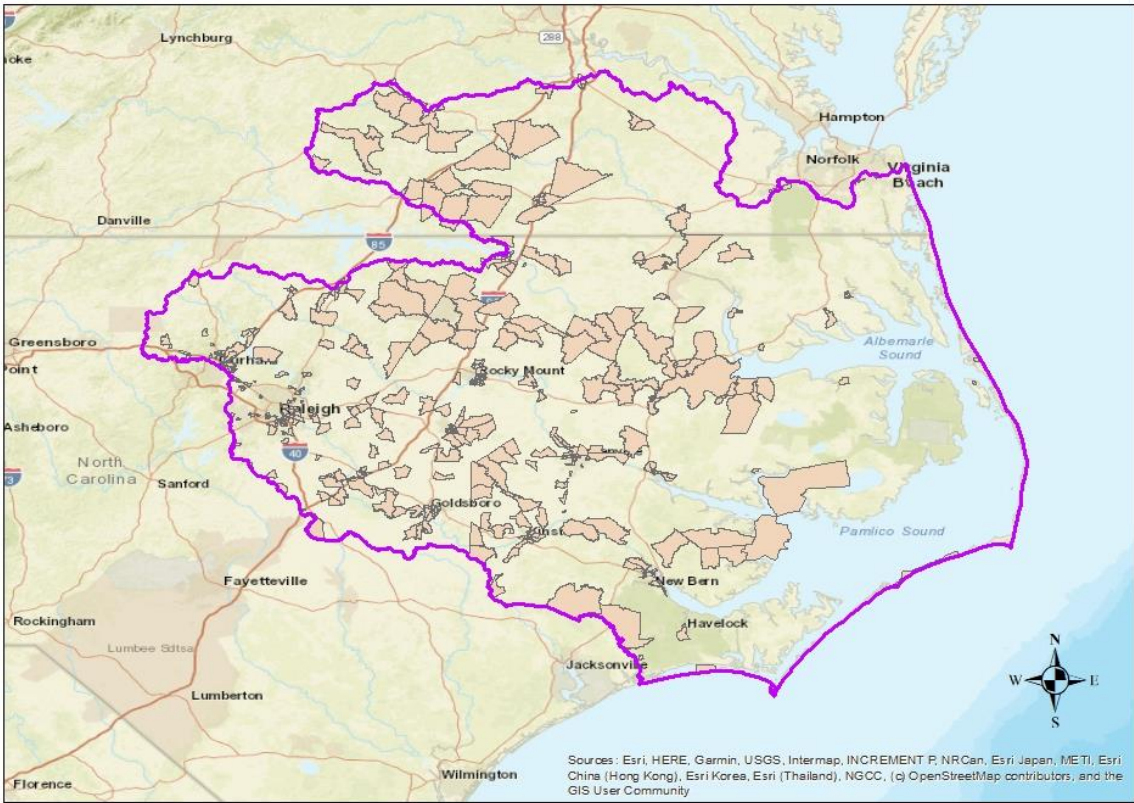 Lynchburg
288
Hampton
Norfolk
Virginia
Beach
Danville
85
Greensboro
Point
Rocky Mount
Albemarle
Sound
Raleigh
Asheboro
40
North
Carolina
Sanford
Goldsboro
Pamlico Sound
Fayetteville
New Bern
Rockingham
Havelock
Lumbee Sdtsa
Jacksonville
Lumberton
N
W
E
S
Wilmington
Florence
Sources: Esri, HERE, Garmin, USGS, Intermap, INCREMENT P, NRCan, Esri Japan, METI, Esri
China (Hong Kong), Esri Korea, Esri (Thailand), NGCC, (c) OpenStreetMap contributors, and the
GIS User Community